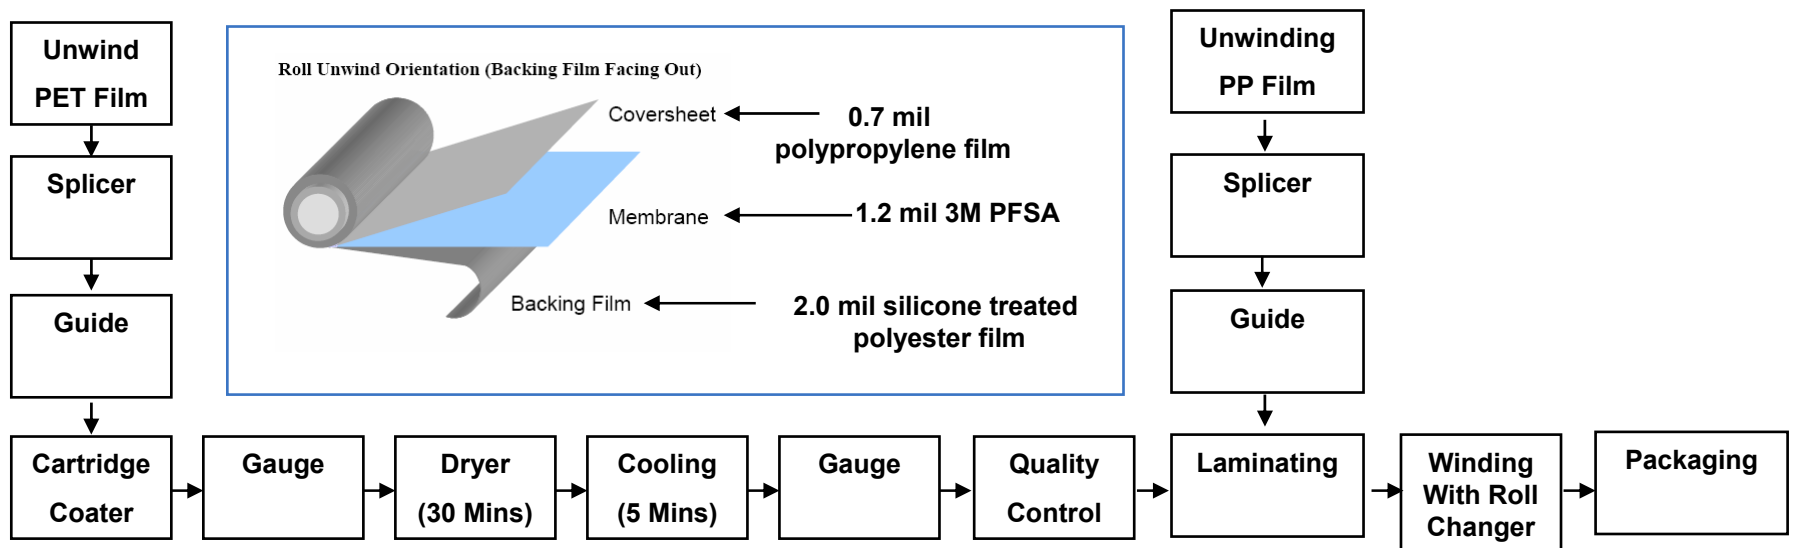 Unwind
PET Film
Splicer
Guide
Roll Unwind Orientation (Backing Film Facing Out)
Coversheet
0.7 mil
polypropylene film
Membrane
1.2 mil 3M PFSA
Backing Film
2.0 mil silicone treated
polyester film
Unwinding
PP Film
Splicer
Guide
Cartridge
Coater
Gauge
Dryer
(30 Mins)
Cooling
(5 Mins)
Gauge
Quality
Control
Laminating
Winding
With Roll
Changer
Packaging